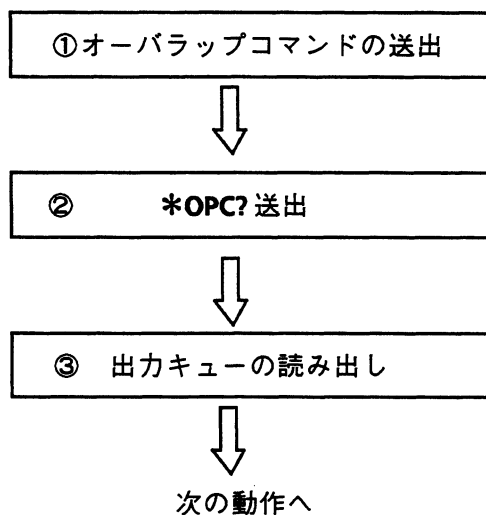 ①オーバラップコマンドの送出
② ＊OPC? 送出
③ 出力キューの読み出し
次の動作へ